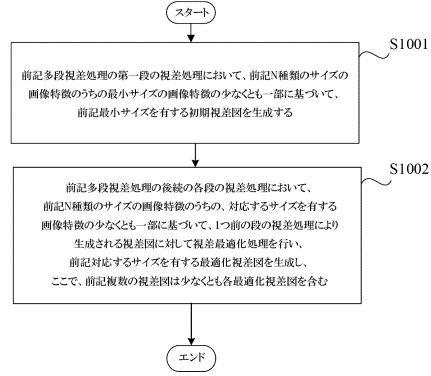 スタート
S1001
前記多段視差処理の第一段の視差処理において、前記N種類のサイズの
画像特徴のうちの最小サイズの画像特徴の少なくとも一部に基づいて、
前記最小サイズを有する初期視差図を生成する
S1002
前記多段視差処理の後続の各段の視差処理において、
前記N種類のサイズの画像特徴のうちの、対応するサイズを有する
画像特徴の少なくとも一部に基づいて、1つ前の段の視差処理により
生成される視差図に対して視差最適化処理を行い、
前記対応するサイズを有する最適化視差図を生成し、
ここで、前記複数の視差図は少なくとも各最適化視差図を含む
エンド